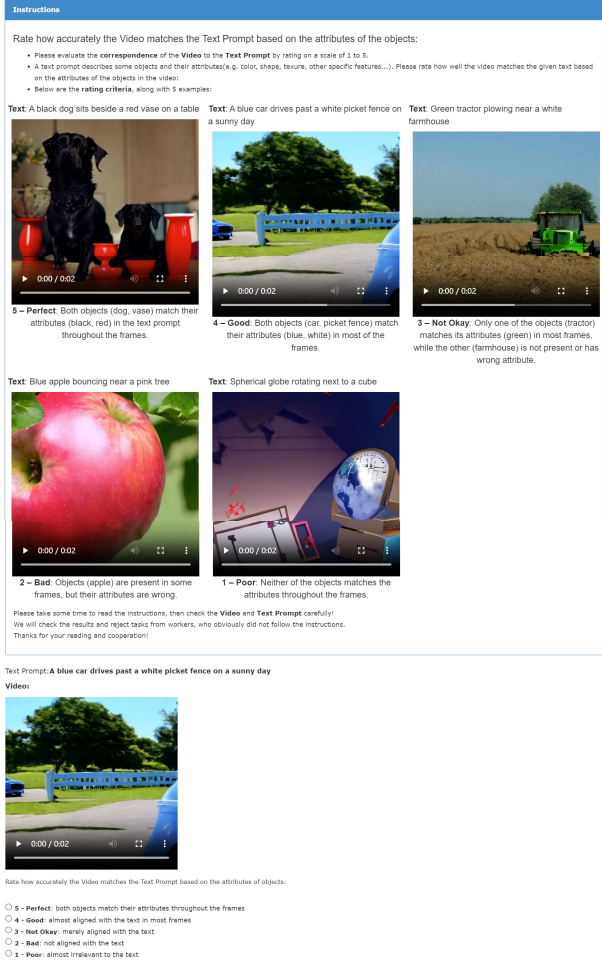 Instructions
Rate how accurately the Video matches the Text Prompt based on the attributes of the objects:
• Please evaluate the correspondence of the Video to the Text Prompt by rating on a scale of 1 to 5.
• A text prompt describes some objects and their attributes(e.g. color, shape, texure, other specific features...). Please rate how well the video matches the given text based
on the attributes of the objects in the video:
• Below are the rating criteria, along with 5 examples:
Text: A black dog sits beside a red vase on a table
0:00 / 0:02
5 – Perfect: Both objects (dog, vase) match their
attributes (black, red) in the text prompt
throughout the frames.
Text: A blue car drives past a white picket fence on
a sunny day
0:00 / 0:02
4 – Good: Both objects (car, picket fence) match
their attributes (blue, white) in most of the
frames.
Text: Green tractor plowing near a white
farmhouse
0:00 / 0:02
3 – Not Okay: Only one of the objects (tractor)
matches its attributes (green) in most frames,
while the other (farmhouse) is not present or has
wrong attribute.
Text: Blue apple bouncing near a pink tree
0:00 / 0:02
2 – Bad: Objects (apple) are present in some
frames, but their attributes are wrong.
Text: Spherical globe rotating next to a cube
0:00 / 0:02
1 – Poor: Neither of the objects matches the
attributes throughout the frames.
Please take some time to read the instructions, then check the Video and Text Prompt carefully!
We will check the results and reject tasks from workers, who obviously did not follow the instructions.
Thanks for your reading and cooperation!
Text Prompt:A blue car drives past a white picket fence on a sunny day
Video:
0:00 / 0:02
Rate how accurately the Video matches the Text Prompt based on the attributes of objects:
5 - Perfect: both objects match their attributes throughout the frames
4 - Good: almost aligned with the text in most frames
3 - Not Okay: merely aligned with the text
2 - Bad: not aligned with the text
1 - Poor: almost irrelevant to the text